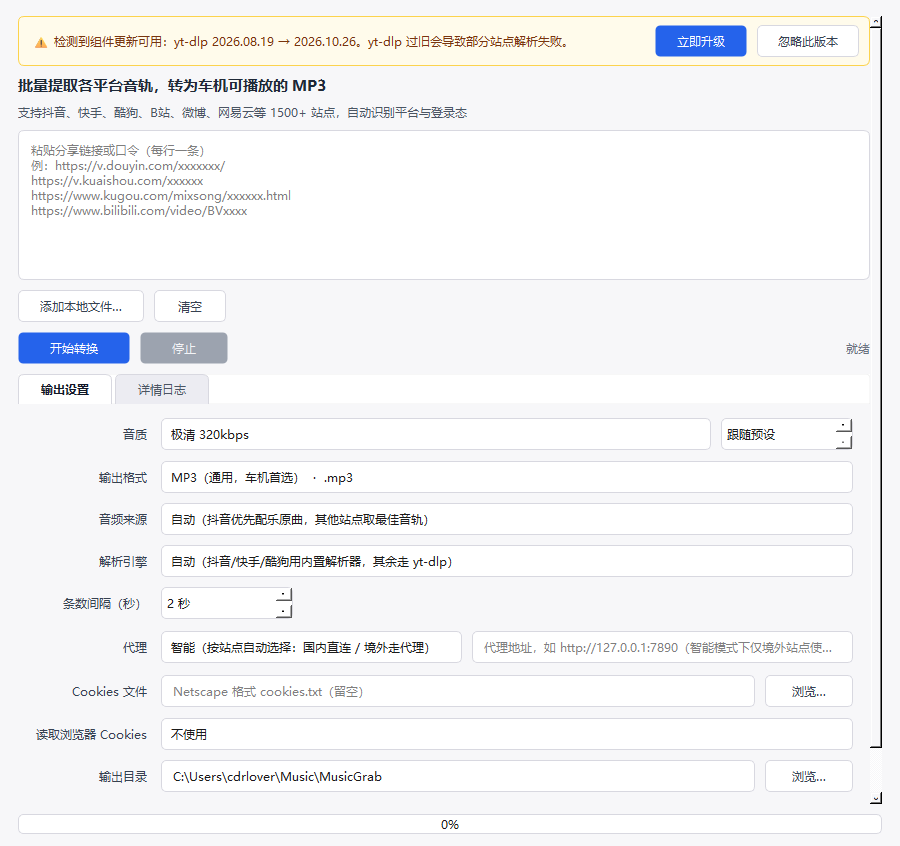 检测到组件更新可用：yt-dlp 2026.08.19 → 2026.10.26。yt-dlp 过旧会导致部分站点解析失败。 立即升级 忽略此版本
批量提取各平台音轨，转为车机可播放的 MP3
支持抖音、快手、酷狗、B站、微博、网易云等 1500+ 站点，自动识别平台与登录态
粘贴分享链接或口令（每行一条）
例：https://v.douyin.com/xxxxxxx/
https://v.kuaishou.com/xxxxxx
https://www.kugou.com/mixsong/xxxxxx.html
https://www.bilibili.com/video/BVxxxx
添加本地文件... 清空
开始转换 停止 就绪
输出设置 详情日志
音质 极清 320kbps 跟随预设
输出格式 MP3（通用，车机首选） · .mp3
音频来源 自动（抖音优先配乐原曲，其他站点取最佳音轨）
解析引擎 自动（抖音/快手/酷狗用内置解析器，其余走 yt-dlp）
条数间隔（秒） 2 秒
代理 智能（按站点自动选择：国内直连 / 境外走代理） 代理地址，如 http://127.0.0.1:7890（智能模式下仅境外站点使...
Cookies 文件 Netscape 格式 cookies.txt（留空） 浏览...
读取浏览器 Cookies 不使用
输出目录 C:\Users\cdrlover\Music\MusicGrab 浏览...
0%